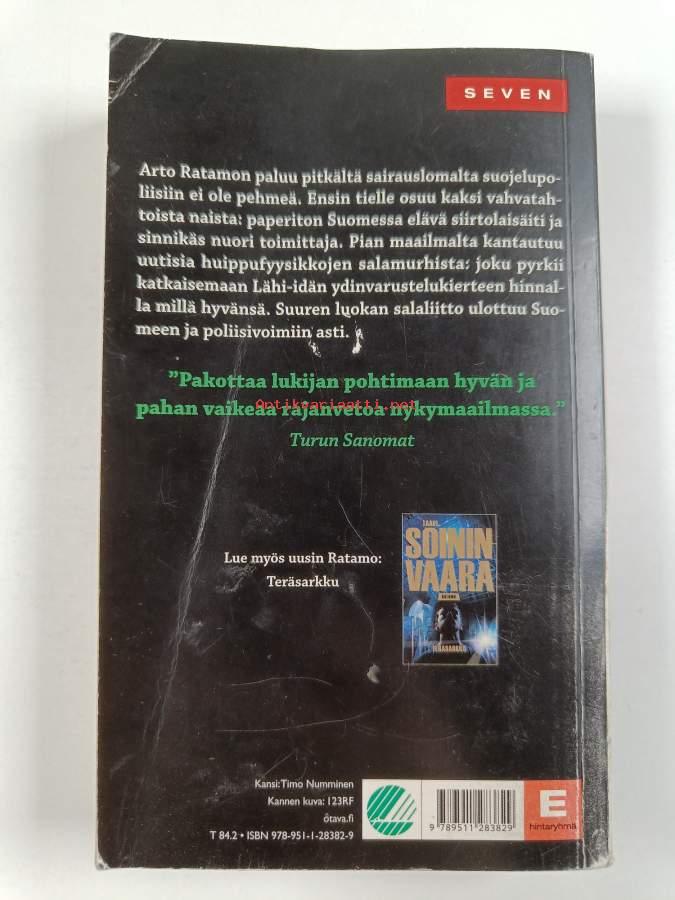 SEVEN
Arto Ratamon paluu pitkältä sairauslomalta suojelupo-
liisiin ei ole pehmeä. Ensin tielle osuu kaksi vahvatah-
toista naista: paperiton Suomessa elävä siirtolaisäiti ja
sinnikäs nuori toimittaja. Pian maailmalta kantautuu
uutisia huippufyysikkojen salamurhista: joku pyrkii
katkaisemaan Lähi-idän ydinvarustelukierteen hinnal-
la millä hyvänsä. Suuren luokan salaliitto ulottuu Suo-
meen ja poliisivoimiin asti.
”Pakottaa lukijan pohtimaan hyvän ja
pahan vaikeaa rajanvetoa nykymaailmassa.”
Antikvariaatti.net
Turun Sanomat
Lue myös uusin Ratamo:
Teräsarkku
TAAVI
SOININ
VAARA
TERÄSARKKU
Kansi: Timo Numminen
Kannen kuva: 123RF
otava.fi
T 84.2 • ISBN 978-951-1-28382-9
9 789511 283829
E
hintaryhmä